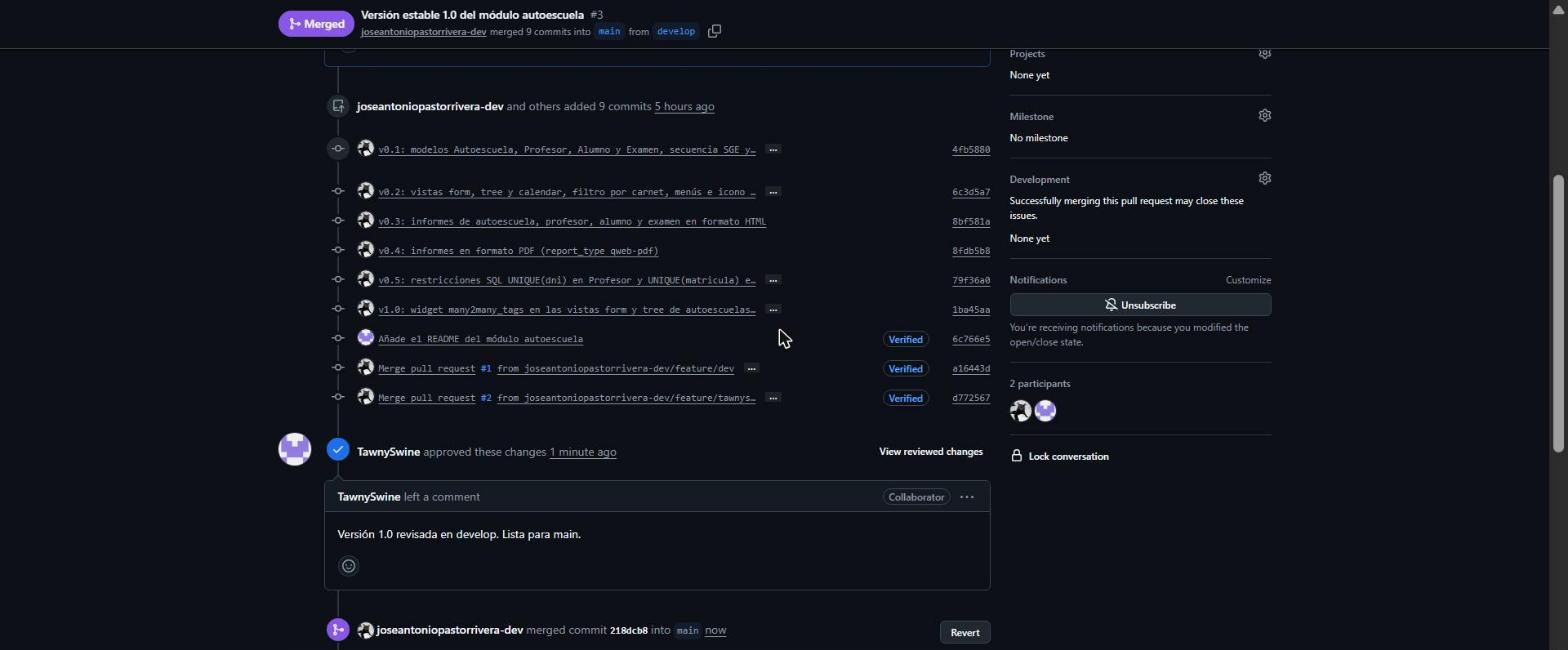 Merged
Versión estable 1.0 del módulo autoescuela #3
joseantoniopastorrivera-dev merged 9 commits into main from develop
joseantoniopastorrivera-dev and others added 9 commits 5 hours ago
v0.1: modelos Autoescuela, Profesor, Alumno y Examen, secuencia SGE y… ... 4fb5880
v0.2: vistas form, tree y calendar, filtro por carnet, menús e icono … ... 6c3d5a7
v0.3: informes de autoescuela, profesor, alumno y examen en formato HTML 8bf581a
v0.4: informes en formato PDF (report_type qweb-pdf) 8fdb5b8
v0.5: restricciones SQL UNIQUE(dni) en Profesor y UNIQUE(matricula) e… ... 79f36a0
v1.0: widget many2many_tags en las vistas form y tree de autoescuelas… ... 1ba45aa
Añade el README del módulo autoescuela Verified 6c766e5
Merge pull request #1 from joseantoniopastorrivera-dev/feature/dev ... Verified a16443d
Merge pull request #2 from joseantoniopastorrivera-dev/feature/tawnys… ... Verified d772567
TawnySwine approved these changes 1 minute ago View reviewed changes
TawnySwine left a comment Collaborator ...
Versión 1.0 revisada en develop. Lista para main.
joseantoniopastorrivera-dev merged commit 218dcb8 into main now Revert
Projects
None yet
Milestone
No milestone
Development
Successfully merging this pull request may close these
issues.
None yet
Notifications Customize
Unsubscribe
You're receiving notifications because you modified the
open/close state.
2 participants
Lock conversation